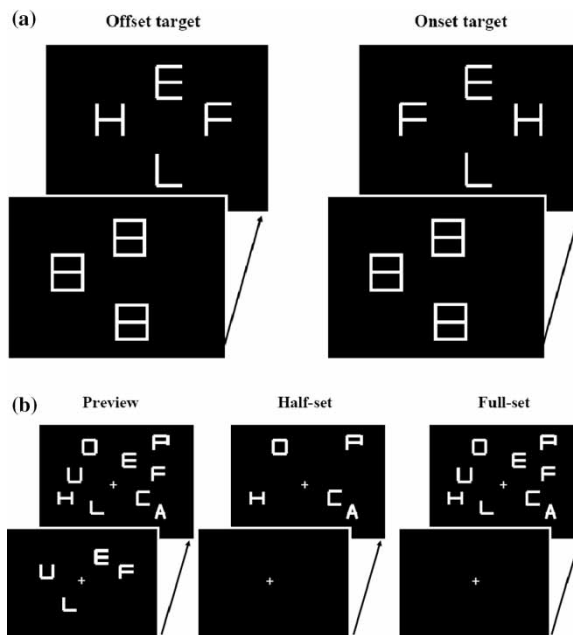 (a)
Offset target
E
H F
L
Onset target
E
F H
L
(b)
Preview
O A
E
U F
H C
L A
E
U F
L
Half-set
O A
H C
A
Full-set
O A
E
U F
H C
L A